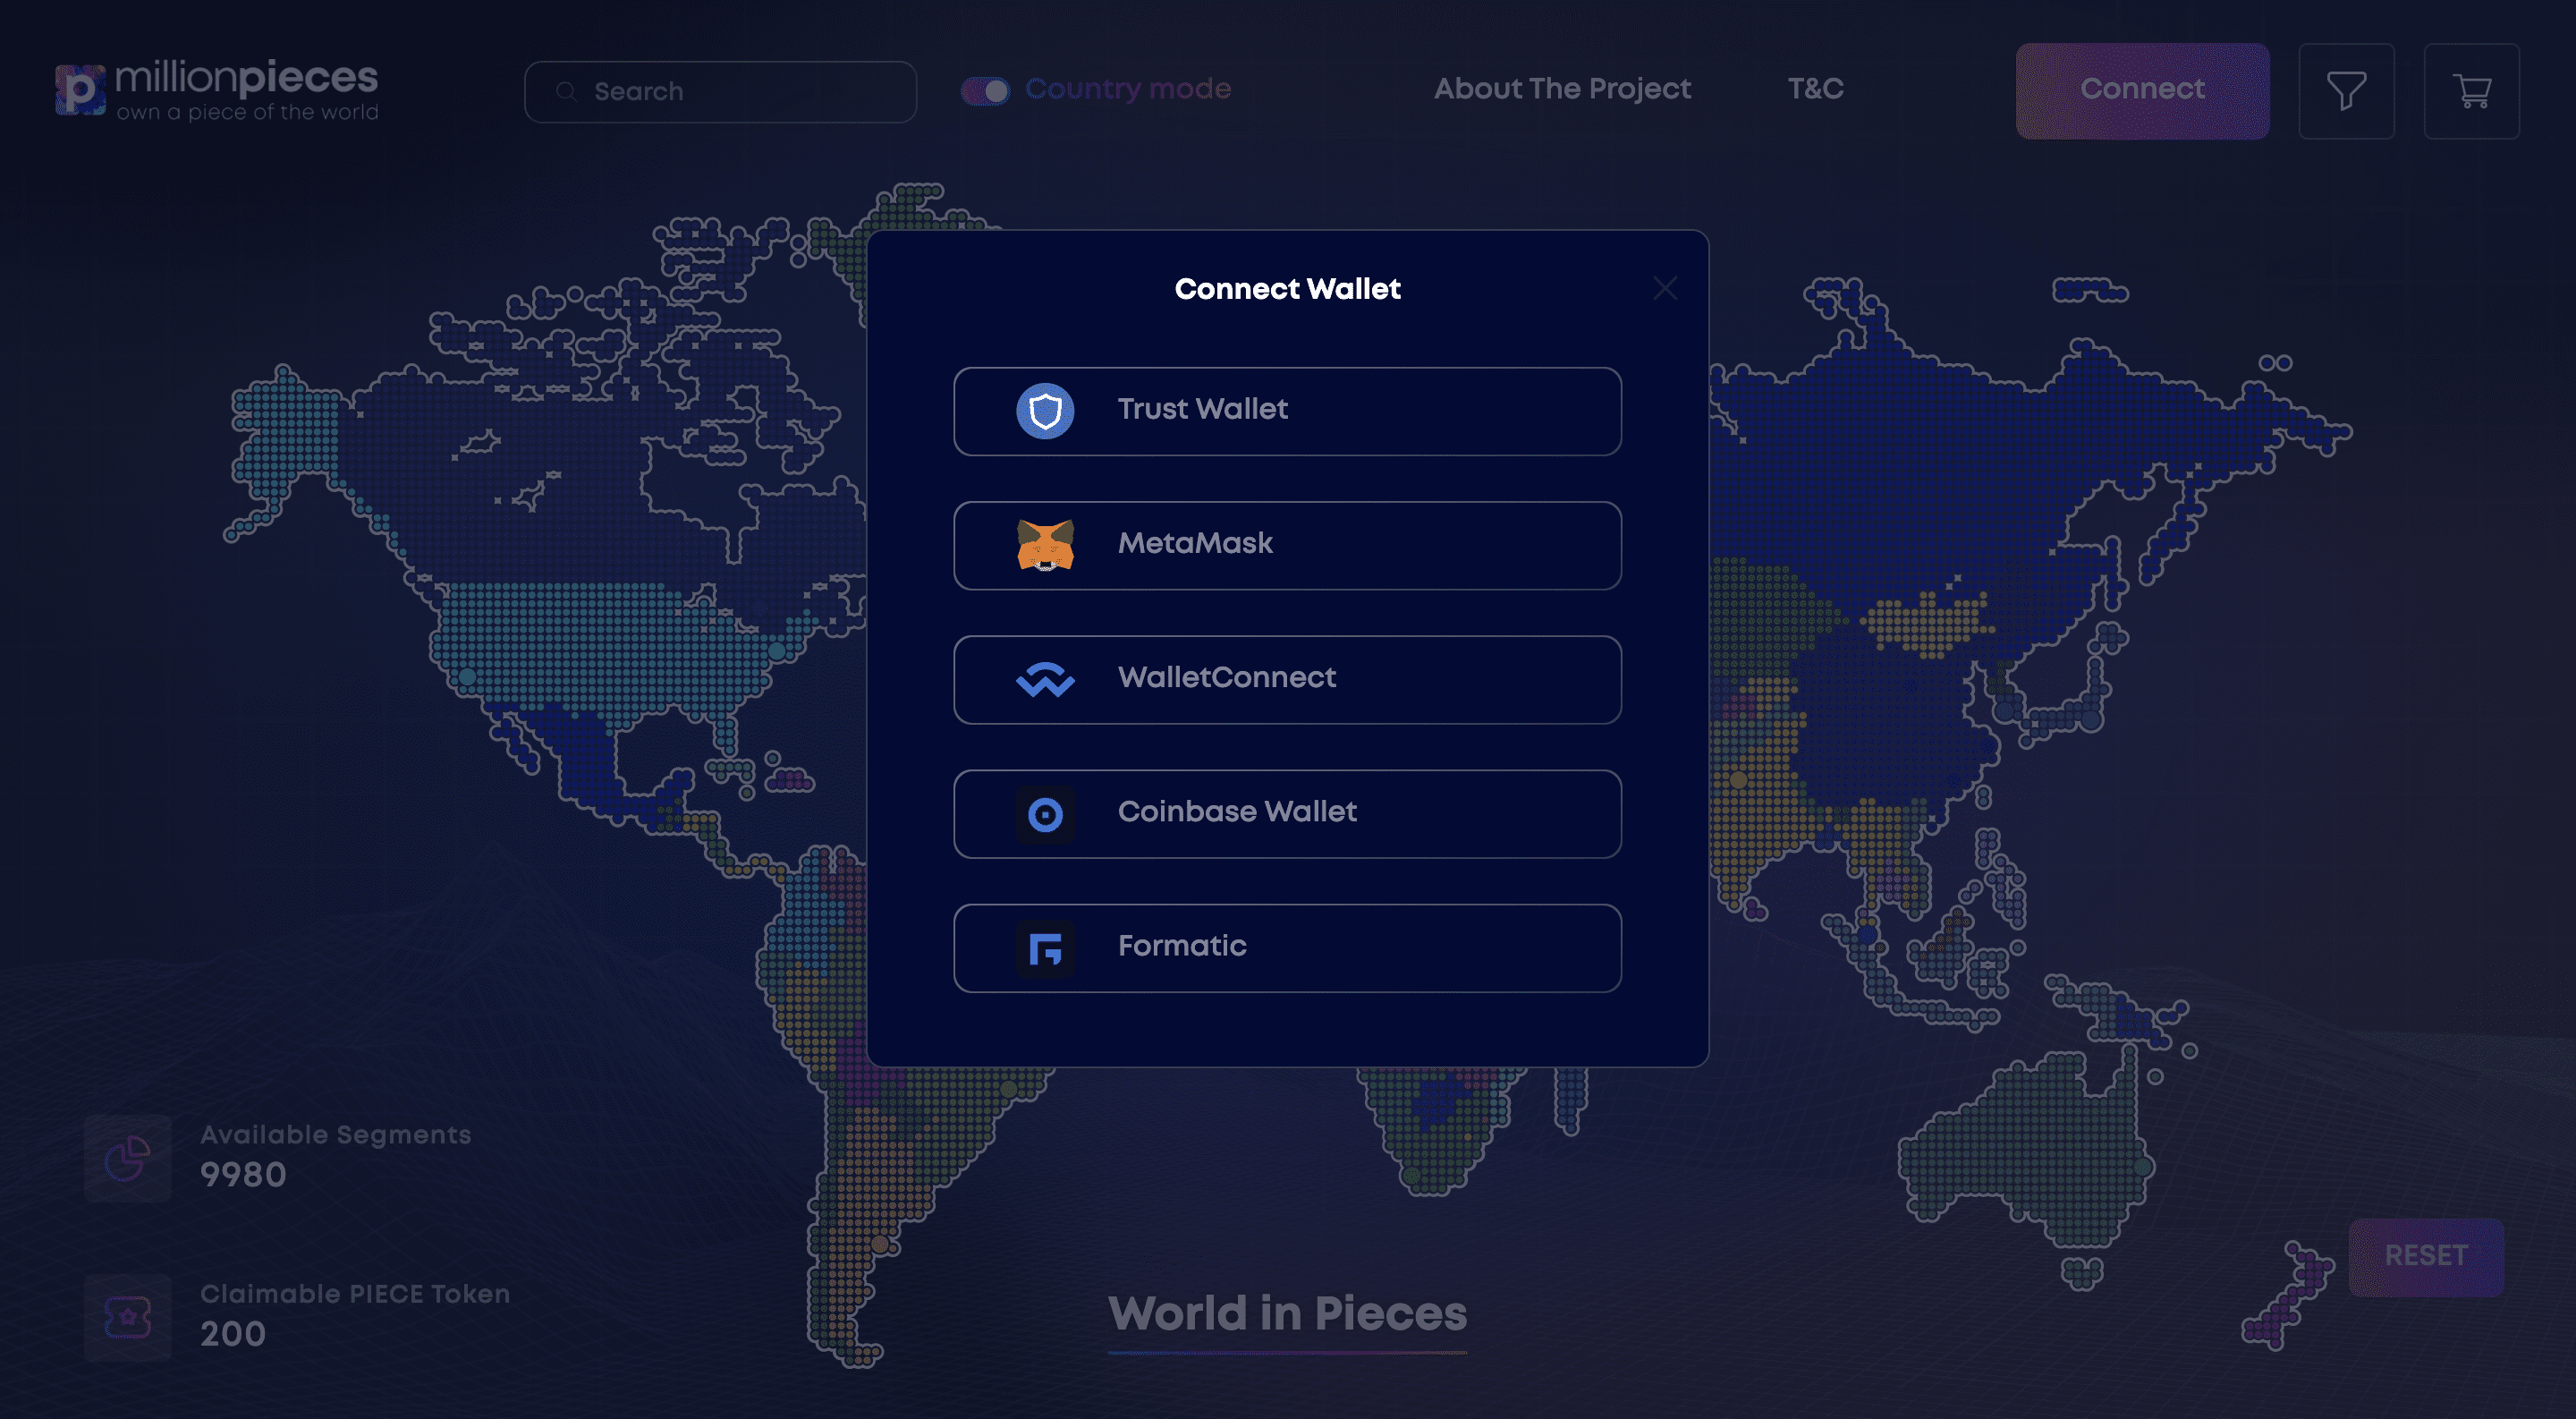 millionpieces
own a piece of the world
Search
Country mode
About The Project
T&C
Connect
Connect Wallet
Trust Wallet
MetaMask
WalletConnect
Coinbase Wallet
Formatic
Available Segments
9980
Claimable PIECE Token
200
World in Pieces
RESET